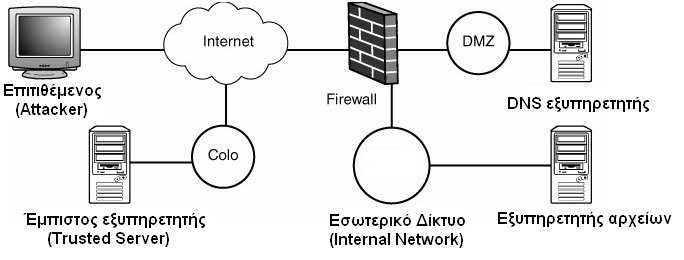 Internet
DMZ
Επιτιθέμενος
(Attacker)
Firewall
DNS εξυπηρετητής
Colo
Έμπιστος εξυπηρετητής
(Trusted Server)
Εσωτερικό Δίκτυο
(Internal Network)
Εξυπηρετητής αρχείων